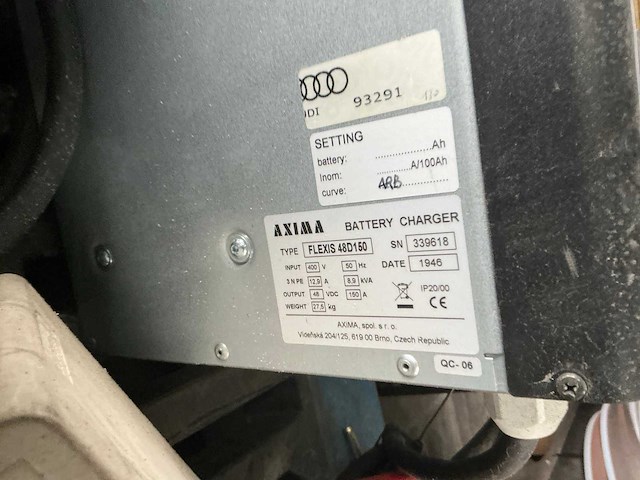 DI 93291
SETTING
battery: ..................Ah
Inom: ..............A/100Ah
curve: ARB..............
AXIMA BATTERY CHARGER
TYPE FLEXIS 48D150 SN 339618
INPUT 400 V 50 Hz DATE 1946
3 N PE 12,9 A 8,9 kVA
OUTPUT 48 VDC 150 A IP20/00
WEIGHT 27,5 kg CE
AXIMA, spol. s r. o.
Vídeňská 204/125, 619 00 Brno, Czech Republic
QC- 06